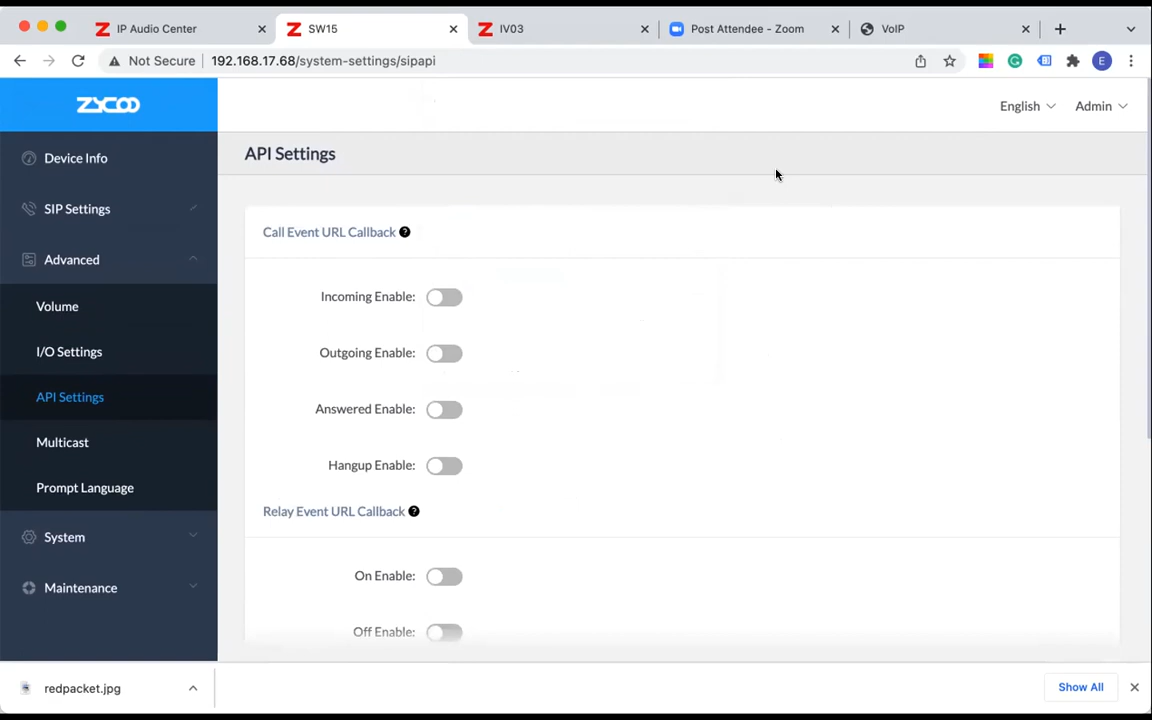 IP Audio Center
SW15
IV03
Post Attendee - Zoom
VoIP
Not Secure
192.168.17.68/system-settings/sipapi
E
ZYCOO
English
Admin
Device Info
SIP Settings
Advanced
Volume
I/O Settings
API Settings
Multicast
Prompt Language
System
Maintenance
API Settings
Call Event URL Callback ?
Incoming Enable:
Outgoing Enable:
Answered Enable:
Hangup Enable:
Relay Event URL Callback ?
On Enable:
Off Enable:
redpacket.jpg
Show All